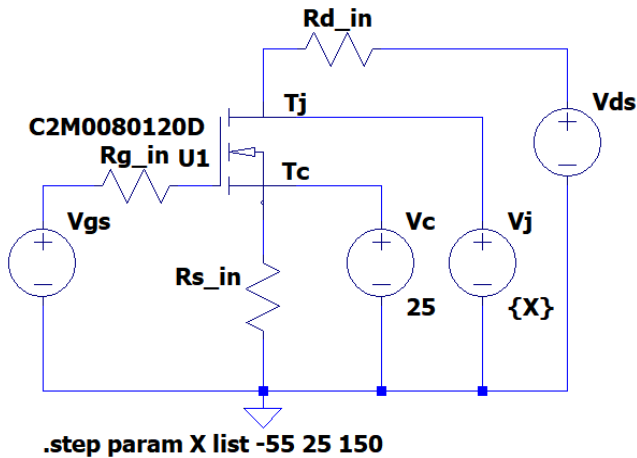 Rd_in
Vds
C2M0080120D
Tj
Rg_in
U1
Tc
Vgs
Vc
Vj
Rs_in
25
{X}
.step param X list -55 25 150